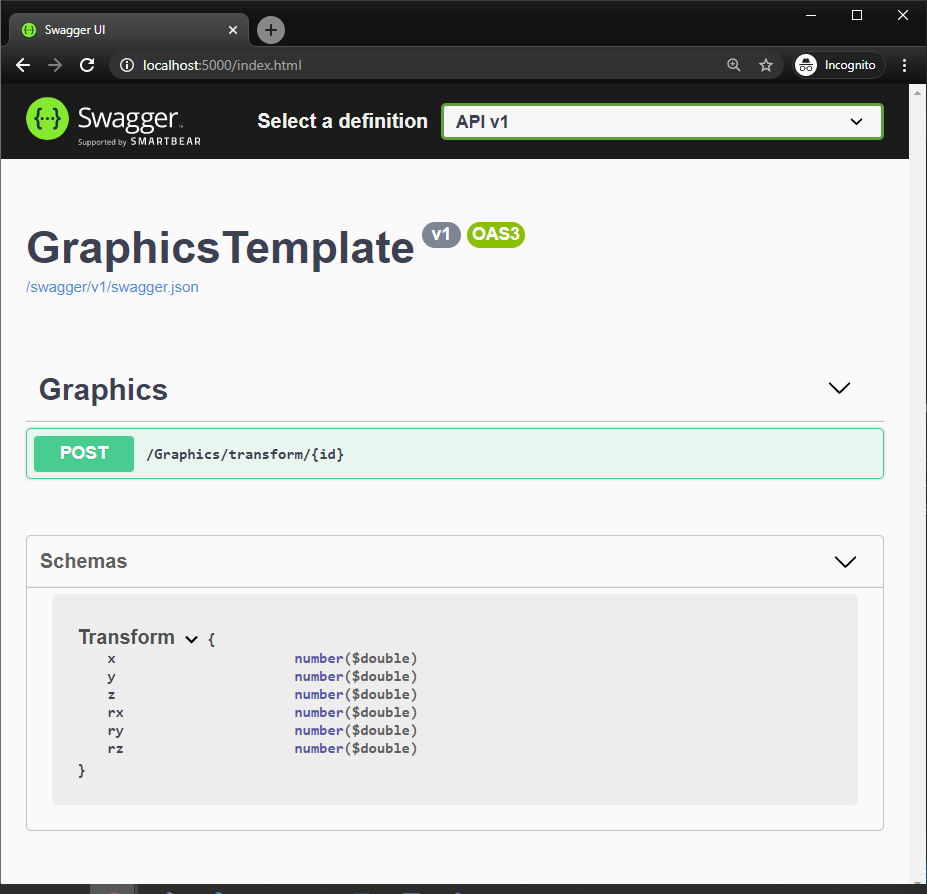 Swagger UI
localhost:5000/index.html
Incognito
Swagger
Supported by SMARTBEAR
Select a definition
API v1
GraphicsTemplate v1 OAS3
/swagger/v1/swagger.json
Graphics
POST /Graphics/transform/{id}
Schemas
Transform {
x number($double)
y number($double)
z number($double)
rx number($double)
ry number($double)
rz number($double)
}